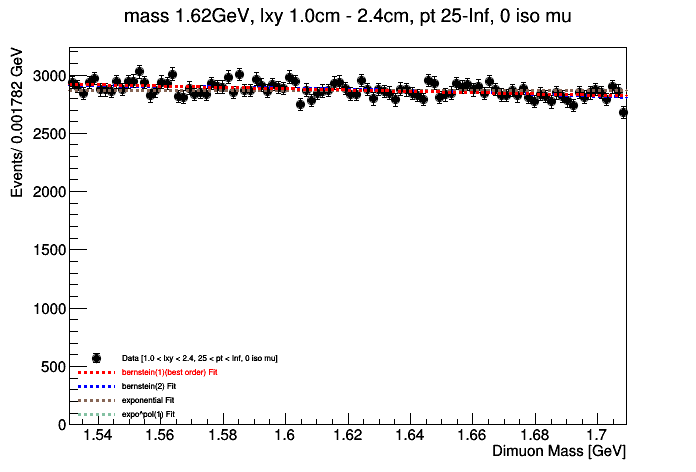 mass 1.62GeV, lxy 1.0cm - 2.4cm, pt 25-Inf, 0 iso mu
Events/ 0.001782 GeV
3000
2500
2000
1500
1000
500
0
Data [1.0 < lxy < 2.4, 25 < pt < Inf, 0 iso mu]
bernstein(1)(best order) Fit
bernstein(2) Fit
exponential Fit
expo*pol(1) Fit
1.54 1.56 1.58 1.6 1.62 1.64 1.66 1.68 1.7
Dimuon Mass [GeV]